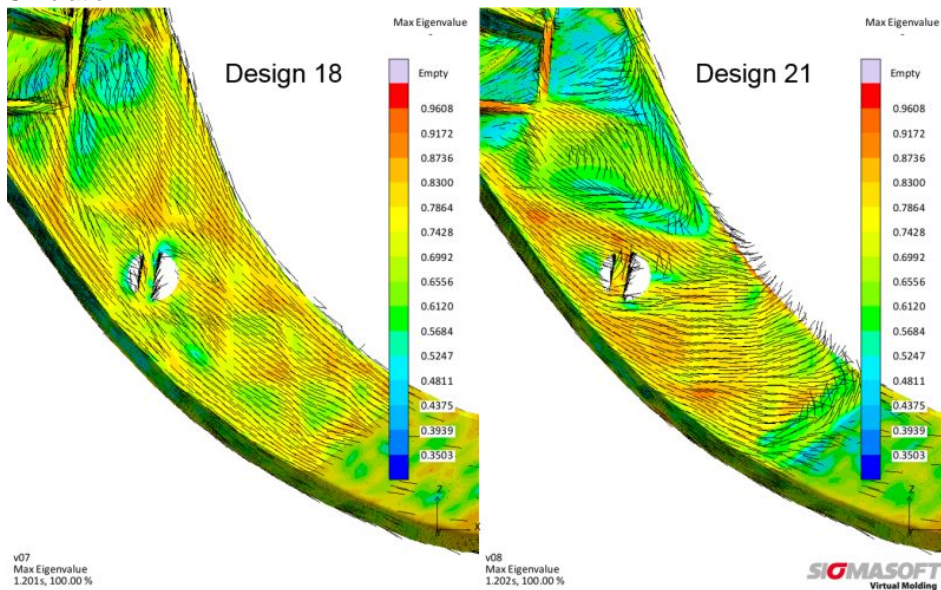 Max Eigenvalue
-
Design 18
Empty
0.9608
0.9172
0.8736
0.8300
0.7864
0.7428
0.6992
0.6556
0.6120
0.5684
0.5247
0.4811
0.4375
0.3939
0.3503
Z
X
v07
Max Eigenvalue
1.201s, 100.00 %
Max Eigenvalue
-
Design 21
Empty
0.9608
0.9172
0.8736
0.8300
0.7864
0.7428
0.6992
0.6556
0.6120
0.5684
0.5247
0.4811
0.4375
0.3939
0.3503
Z
v08
Max Eigenvalue
1.202s, 100.00 %
SIGMASOFT
Virtual Molding